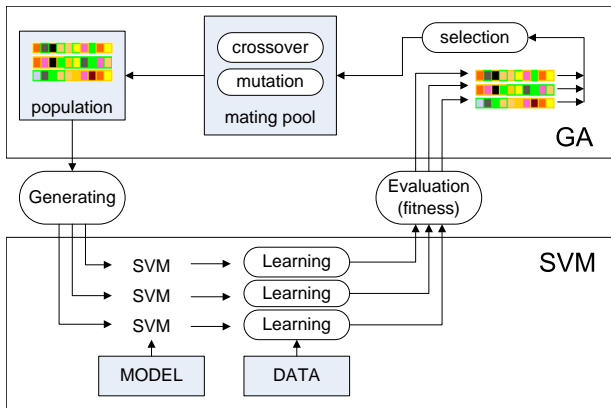 crossover
mutation
mating pool
population
selection
GA
Generating
Evaluation
(fitness)
SVM
SVM
Learning
SVM
Learning
SVM
Learning
MODEL
DATA